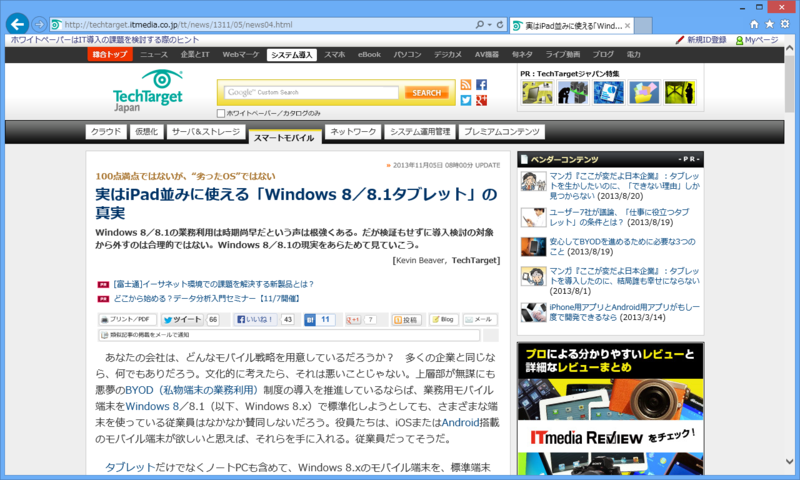 http://techtarget.itmedia.co.jp/tt/news/1311/05/news04.html
実はiPad並みに使える「Wind...
ホワイトペーパーはIT導入の課題を検討する際のヒント
新規ID登録 Myページ
総合トップ ニュース 企業とIT Webマーケ システム導入 スマホ eBook パソコン デジカメ AV機器 旬ネタ ライブ動画 Blogs 電力
TechTarget
Japan
Google Custom Search SEARCH
ホワイトペーパー／カタログのみ
PR：TechTargetジャパン特集
クラウド 仮想化 サーバ＆ストレージ スマートモバイル ネットワーク システム運用管理 プレミアムコンテンツ
» 2013年11月05日 08時00分 UPDATE
100点満点ではないが、“劣ったOS”ではない
実はiPad並みに使える「Windows 8／8.1タブレット」の
真実
Windows 8／8.1の業務利用は時期尚早だという声は根強くある。だが検証もせずに導入検討の対象
から外すのは合理的ではない。Windows 8／8.1の現実をあらためて見ていこう。
[Kevin Beaver，TechTarget]
PR [富士通]イーサネット環境での課題を解決する新製品とは？
PR どこから始める？データ分析入門セミナー【11/7開催】
プリント／PDF ツイート 66 いいね！ 43 B! 11 +1 ? 投稿 Blog メール
類似記事の掲載をメールで通知
あなたの会社は、どんなモバイル戦略を用意しているだろうか？　多くの企業と同じな
ら、何でもありだろう。文化的に考えたら、それは悪いことじゃない。上層部が無謀にも
悪夢のBYOD（私物端末の業務利用）制度の導入を推進しているならば、業務用モバイル
端末をWindows 8／8.1（以下、Windows 8.x）で標準化しようとしても、さまざまな端
末を使っている従業員はなかなか賛同しないだろう。役員たちは、iOSまたはAndroid搭載
のモバイル端末が欲しいと思えば、それらを手に入れる。従業員だってそうだ。
タブレットだけでなくノートPCも含めて、Windows 8.xのモバイル端末を、標準端末
ベンダーコンテンツ - PR -
マンガ『ここが変だよ日本企業』：タブレッ
トを生かしたいのに、「できない理由」しか
見つからない (2013/8/20)
ユーザー7社が議論、「仕事に役立つタブ
レット」の条件とは？ (2013/8/19)
安心してBYODを進めるために必要な3つの
こと (2013/8/9)
マンガ『ここが変だよ日本企業』：タブレッ
トを導入したのに、結局誰も幸せにならない
(2013/8/1)
iPhone用アプリとAndroid用アプリがもし一
度で開発できるなら (2013/3/14)
プロによる分かりやすいレビューと
詳細なレビューまとめ
ITmedia REVIEW をチェック！